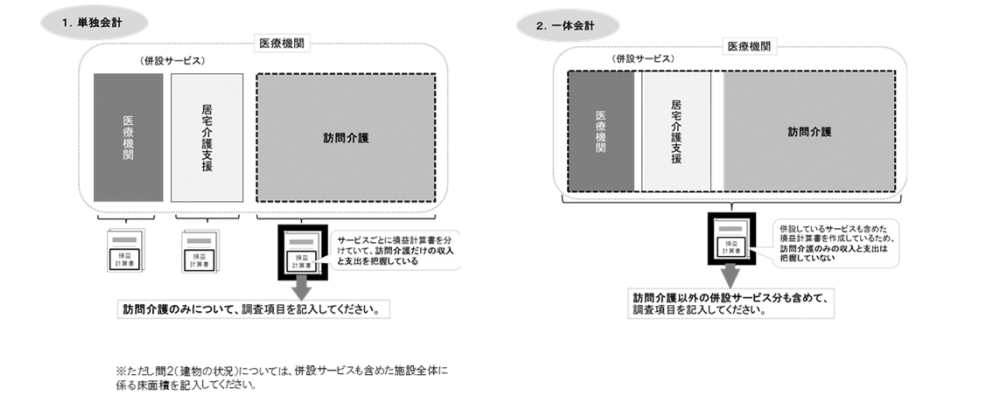 1. 単独会計
医療機関
（併設サービス）
医療機関
居宅介護支援
訪問介護
損益
計算書
損益
計算書
損益
計算書
サービスごとに損益計算書を分
けていて、訪問介護だけの収入
と支出を把握している
訪問介護のみについて、調査項目を記入してください。
※ただし問2（建物の状況）については、併設サービスも含めた施設全体に
係る床面積を記入してください。
2. 一体会計
医療機関
（併設サービス）
医療機関
居宅介護支援
訪問介護
損益
計算書
併設しているサービスも含めた
損益計算書を作成しているため、
訪問介護のみの収入と支出は
把握していない
訪問介護以外の併設サービス分も含めて、
調査項目を記入してください。